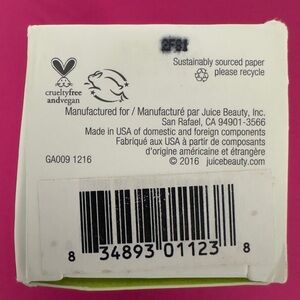 2F81
Sustainably sourced paper
please recycle
crueltyfree
andvegan
Manufactured for / Manufacturé par Juice Beauty, Inc.
San Rafael, CA 94901-3566
Made in USA of domestic and foreign components
Fabriqué aux USA à partir de composants
d'origine américaine et étrangère
GA009 1216
© 2016 juicebeauty.com
8 34893 01123 8